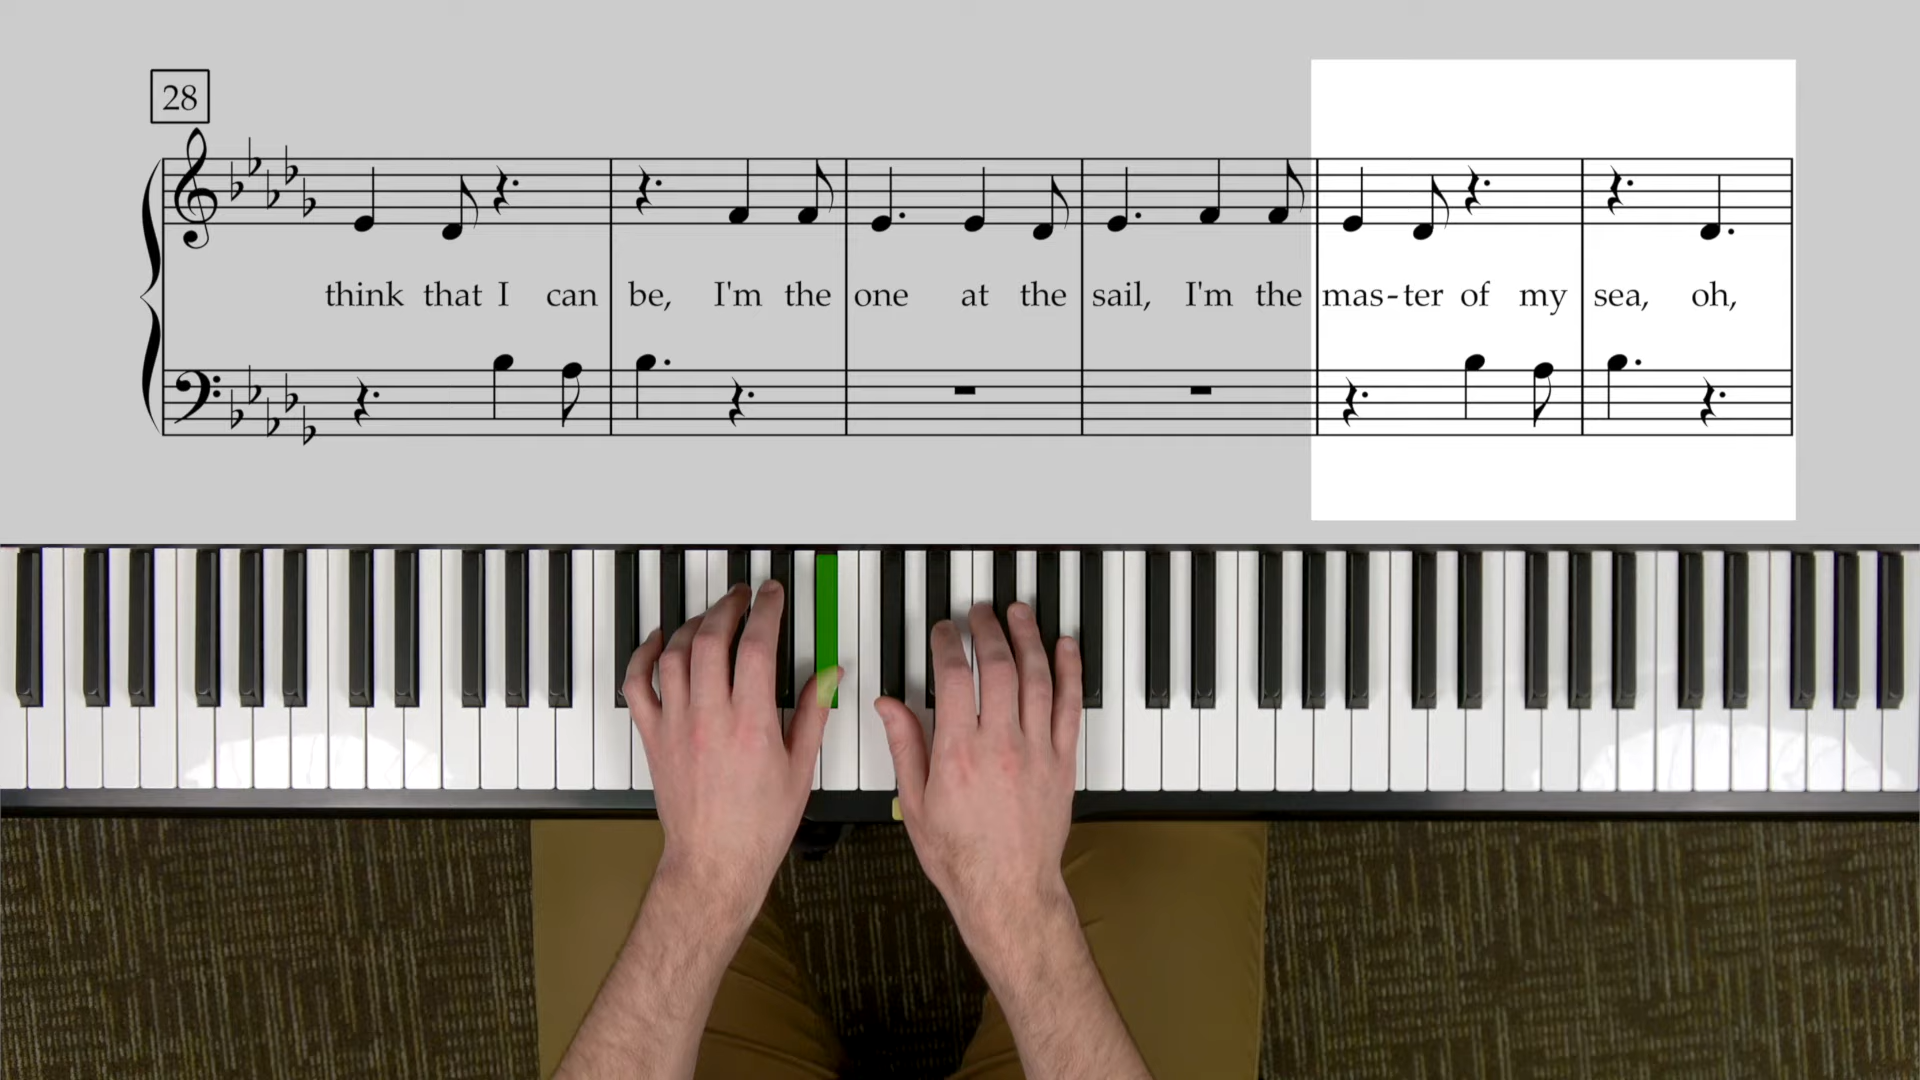 28
think that I can be, I'm the one at the sail, I'm the mas-ter of my sea, oh,